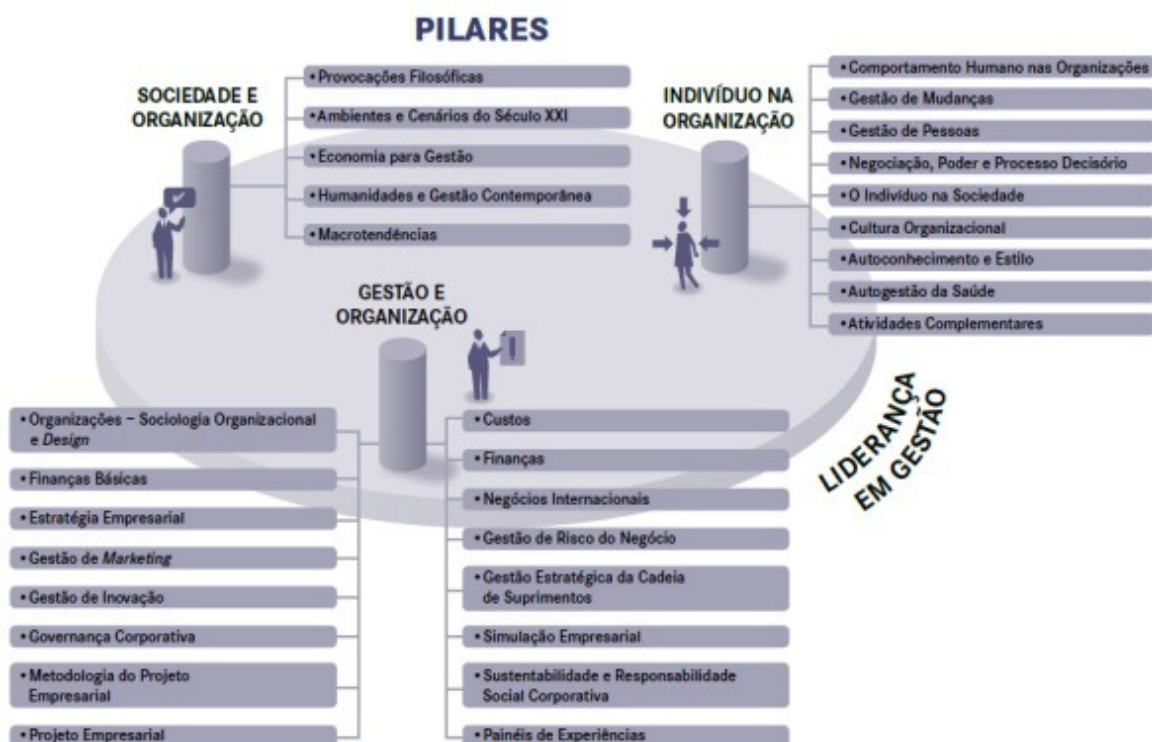 PILARES
SOCIEDADE E
ORGANIZAÇÃO
• Provocações Filosóficas
• Ambientes e Cenários do Século XXI
• Economia para Gestão
• Humanidades e Gestão Contemporânea
• Macrotendências
INDIVÍDUO NA
ORGANIZAÇÃO
• Comportamento Humano nas Organizações
• Gestão de Mudanças
• Gestão de Pessoas
• Negociação, Poder e Processo Decisório
• O Indivíduo na Sociedade
• Cultura Organizacional
• Autoconhecimento e Estilo
• Autogestão da Saúde
• Atividades Complementares
GESTÃO E
ORGANIZAÇÃO
• Organizações – Sociologia Organizacional
e Design
• Finanças Básicas
• Estratégia Empresarial
• Gestão de Marketing
• Gestão de Inovação
• Governança Corporativa
• Metodologia do Projeto
Empresarial
• Projeto Empresarial
• Custos
• Finanças
• Negócios Internacionais
• Gestão de Risco do Negócio
• Gestão Estratégica da Cadeia
de Suprimentos
• Simulação Empresarial
• Sustentabilidade e Responsabilidade
Social Corporativa
• Painéis de Experiências
LIDERANÇA
EM GESTÃO